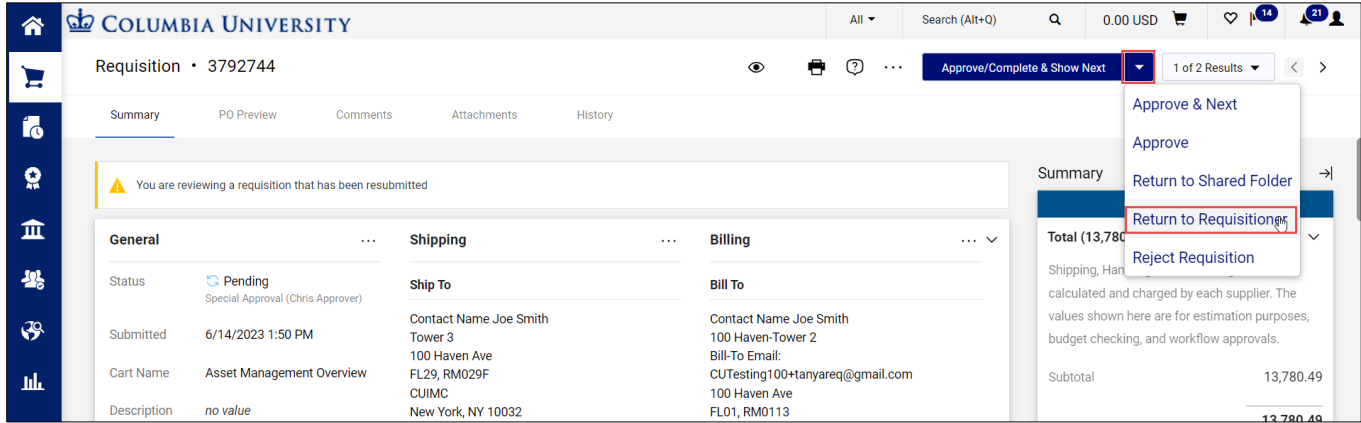 COLUMBIA UNIVERSITY
All
Search (Alt+Q)
0.00 USD
14
21
Requisition • 3792744
Approve/Complete & Show Next
1 of 2 Results
Summary
PO Preview
Comments
Attachments
History
Approve & Next
Approve
Return to Shared Folder
Return to Requisitioner
Reject Requisition
You are reviewing a requisition that has been resubmitted
General
Status
Pending
Special Approval (Chris Approver)
Submitted
6/14/2023 1:50 PM
Cart Name
Asset Management Overview
Description
no value
Shipping
Ship To
Contact Name Joe Smith
Tower 3
100 Haven Ave
FL29, RM029F
CUIMC
New York, NY 10032
Billing
Bill To
Contact Name Joe Smith
100 Haven-Tower 2
Bill-To Email:
CUTesting100+tanyareq@gmail.com
100 Haven Ave
FL01, RM0113
Summary
Total (13,780
Shipping, Han
calculated and charged by each supplier. The
values shown here are for estimation purposes,
budget checking, and workflow approvals.
Subtotal
13,780.49
13,780.49